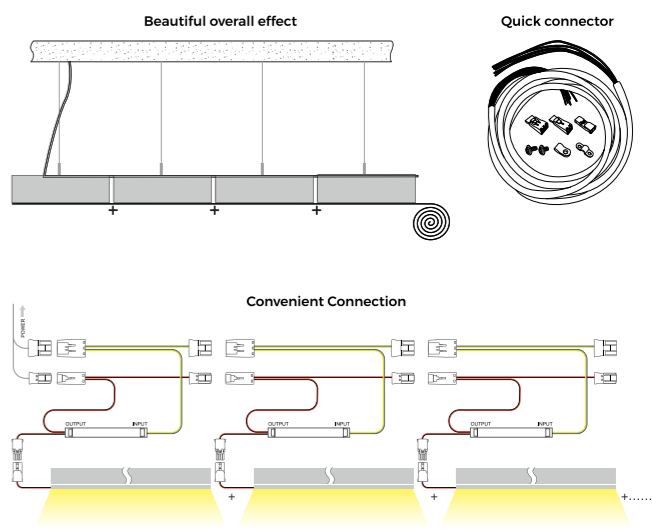 Beautiful overall effect
Quick connector
+ + +
Convenient Connection
POWER
OUTPUT INPUT
OUTPUT INPUT
OUTPUT INPUT
+ + +......